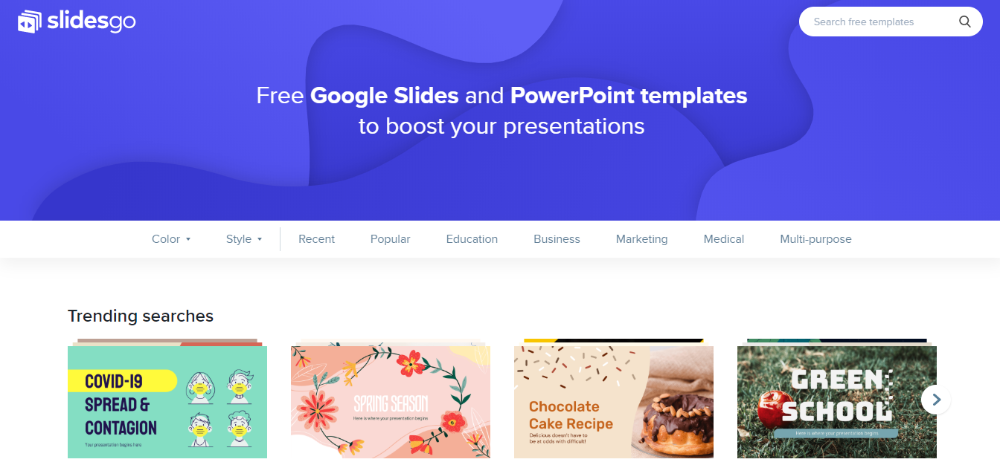 slidesgo
Search free templates
Free Google Slides and PowerPoint templates
to boost your presentations
Color
Style
Recent
Popular
Education
Business
Marketing
Medical
Multi-purpose
Trending searches
COVID-19
SPREAD &
CONTAGION
Your presentation begins here
SPRING SEASON
Here is where your presentation begins
Chocolate
Cake Recipe
Delicious doesn't have to
be at odds with difficult!
GREEN
SCHOOL
Here is where your presentation begins